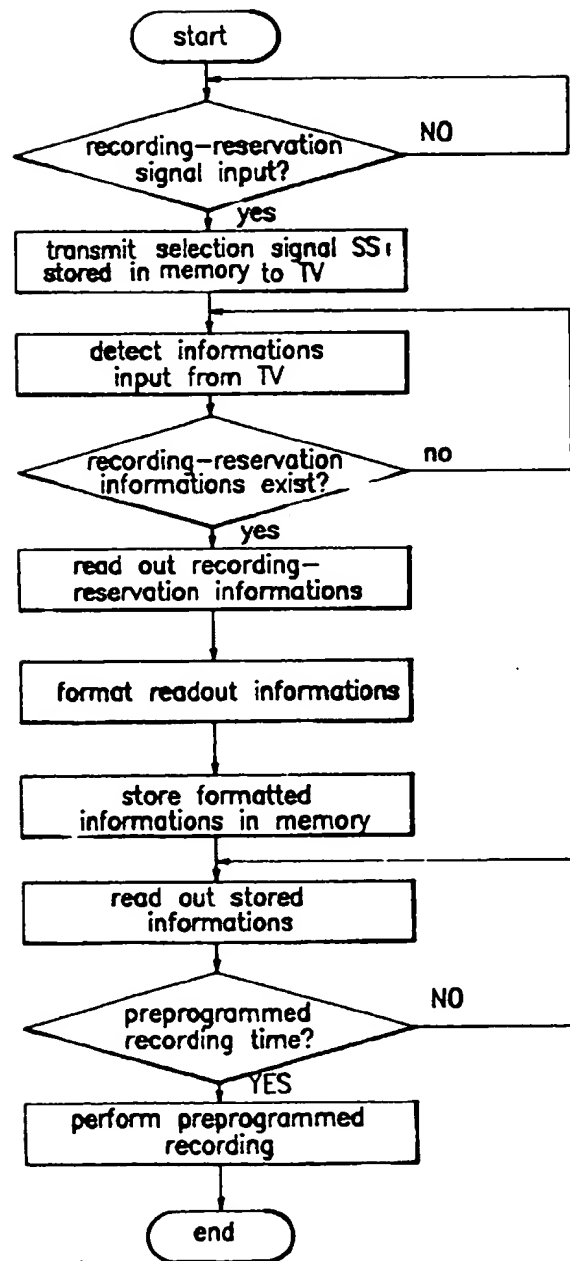 start
recording-reservation
signal input?
NO
yes
transmit selection signal SS1
stored in memory to TV
detect informations
input from TV
recording-reservation
informations exist?
no
yes
read out recording-
reservation informations
format readout informations
store formatted
informations in memory
read out stored
informations
preprogrammed
recording time?
NO
YES
perform preprogrammed
recording
end